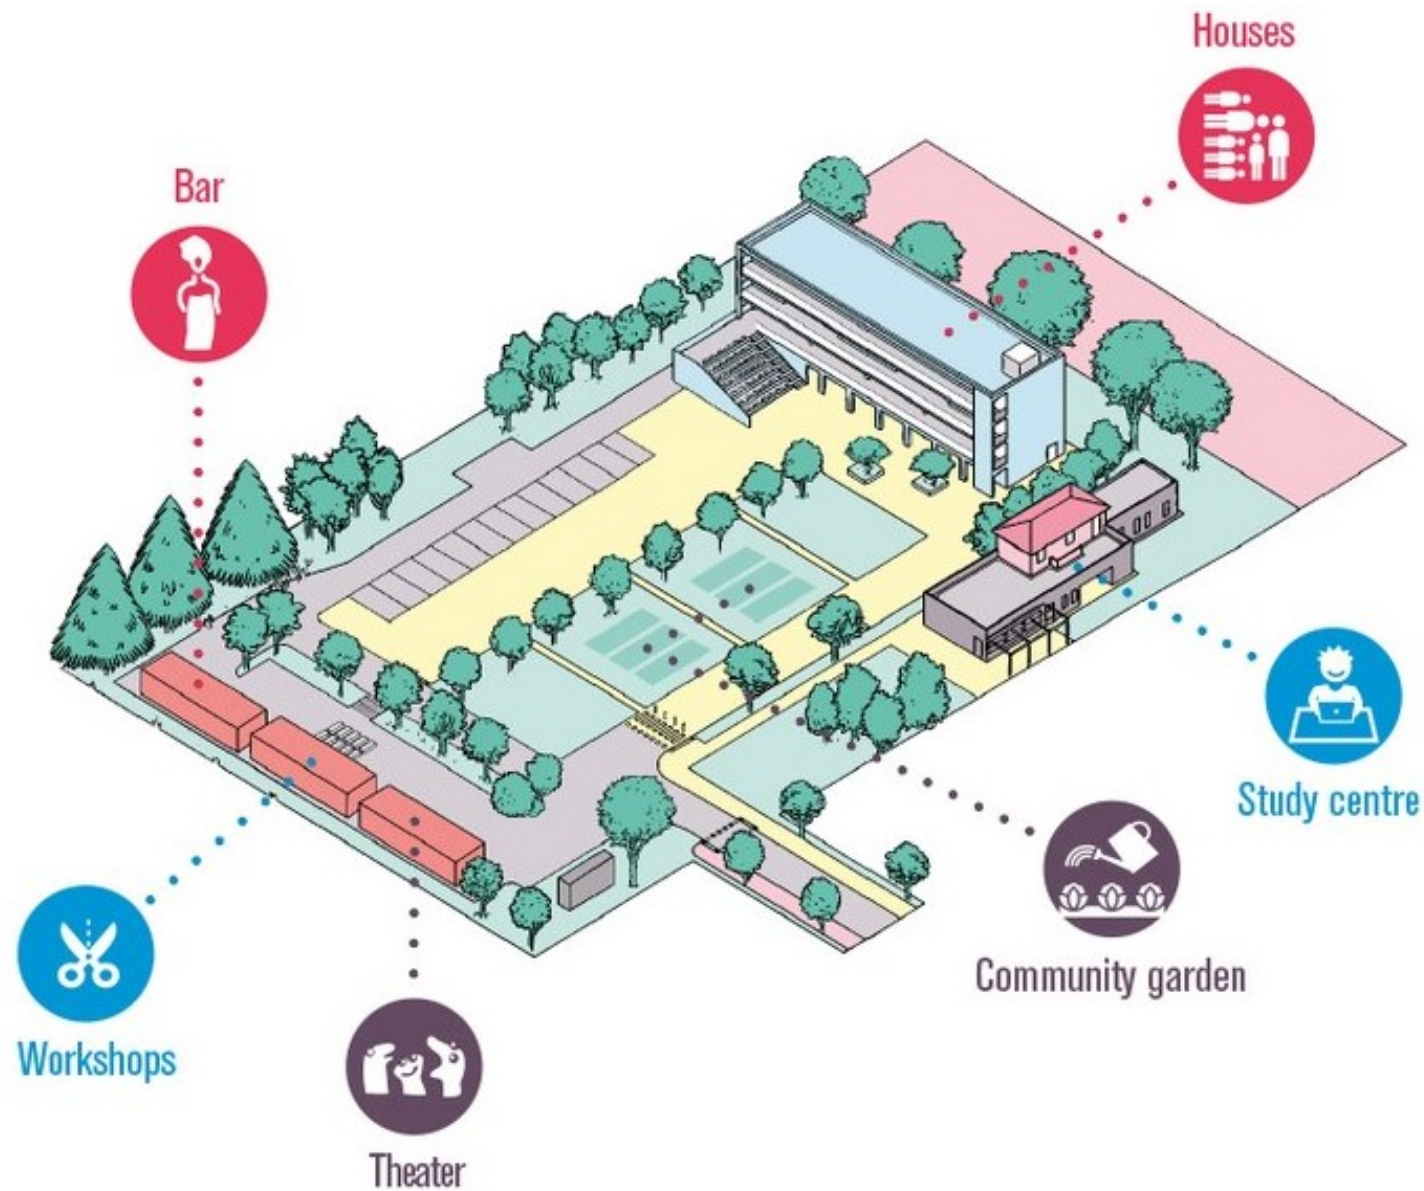 Houses
Bar
Study centre
Community garden
Workshops
Theater